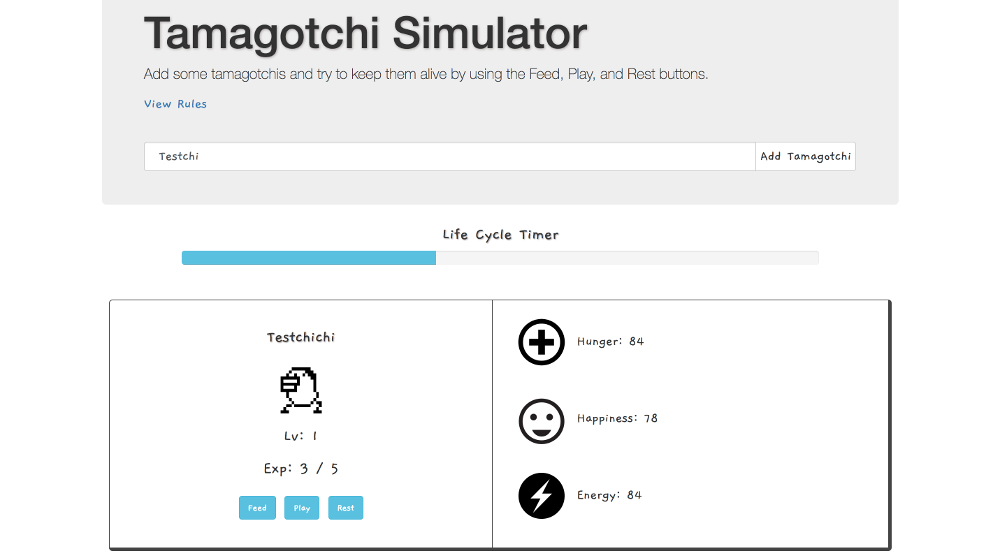 Tamagotchi Simulator
Add some tamagotchis and try to keep them alive by using the Feed, Play, and Rest buttons.
View Rules
Testchi
Add Tamagotchi
Life Cycle Timer
Testchichi
Lv: 1
Exp: 3 / 5
Feed
Play
Rest
Hunger: 84
Happiness: 78
Energy: 84